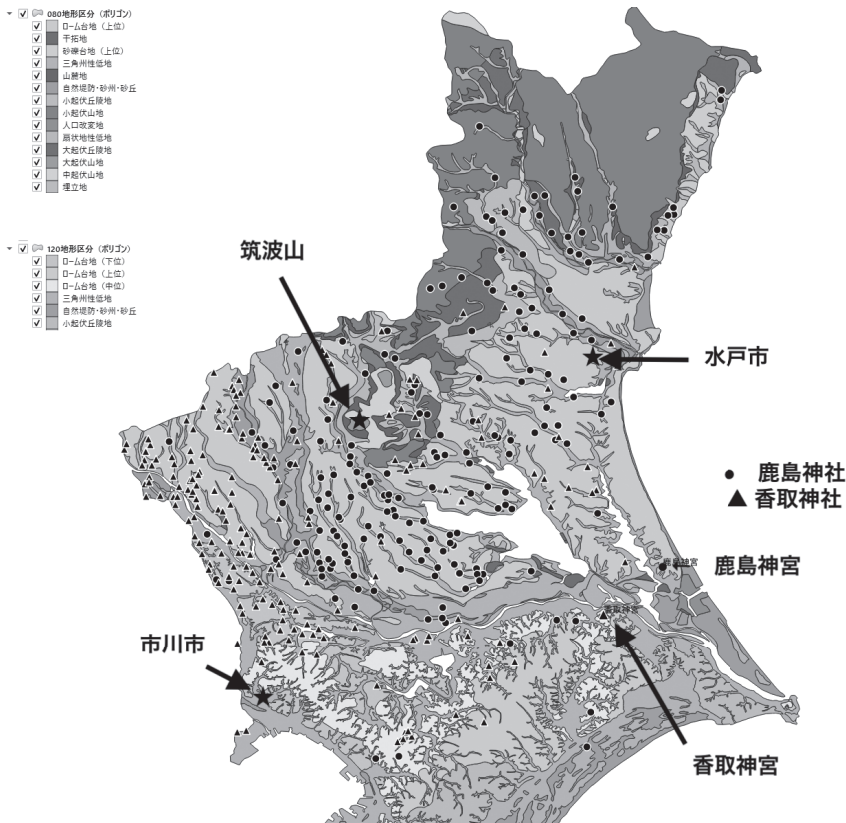 080地形区分（ポリゴン）
ローム台地（上位）
干拓地
砂礫台地（上位）
三角州性低地
山麓地
自然堤防･砂州･砂丘
小起伏丘陵地
小起伏山地
人口改変地
扇状地性低地
大起伏丘陵地
大起伏山地
中起伏山地
埋立地
120地形区分（ポリゴン）
ローム台地（下位）
ローム台地（上位）
ローム台地（中位）
三角州性低地
自然堤防･砂州･砂丘
小起伏丘陵地
筑波山
水戸市
鹿島神社
香取神社
鹿島神宮
鹿島神宮
香取神宮
市川市
香取神宮